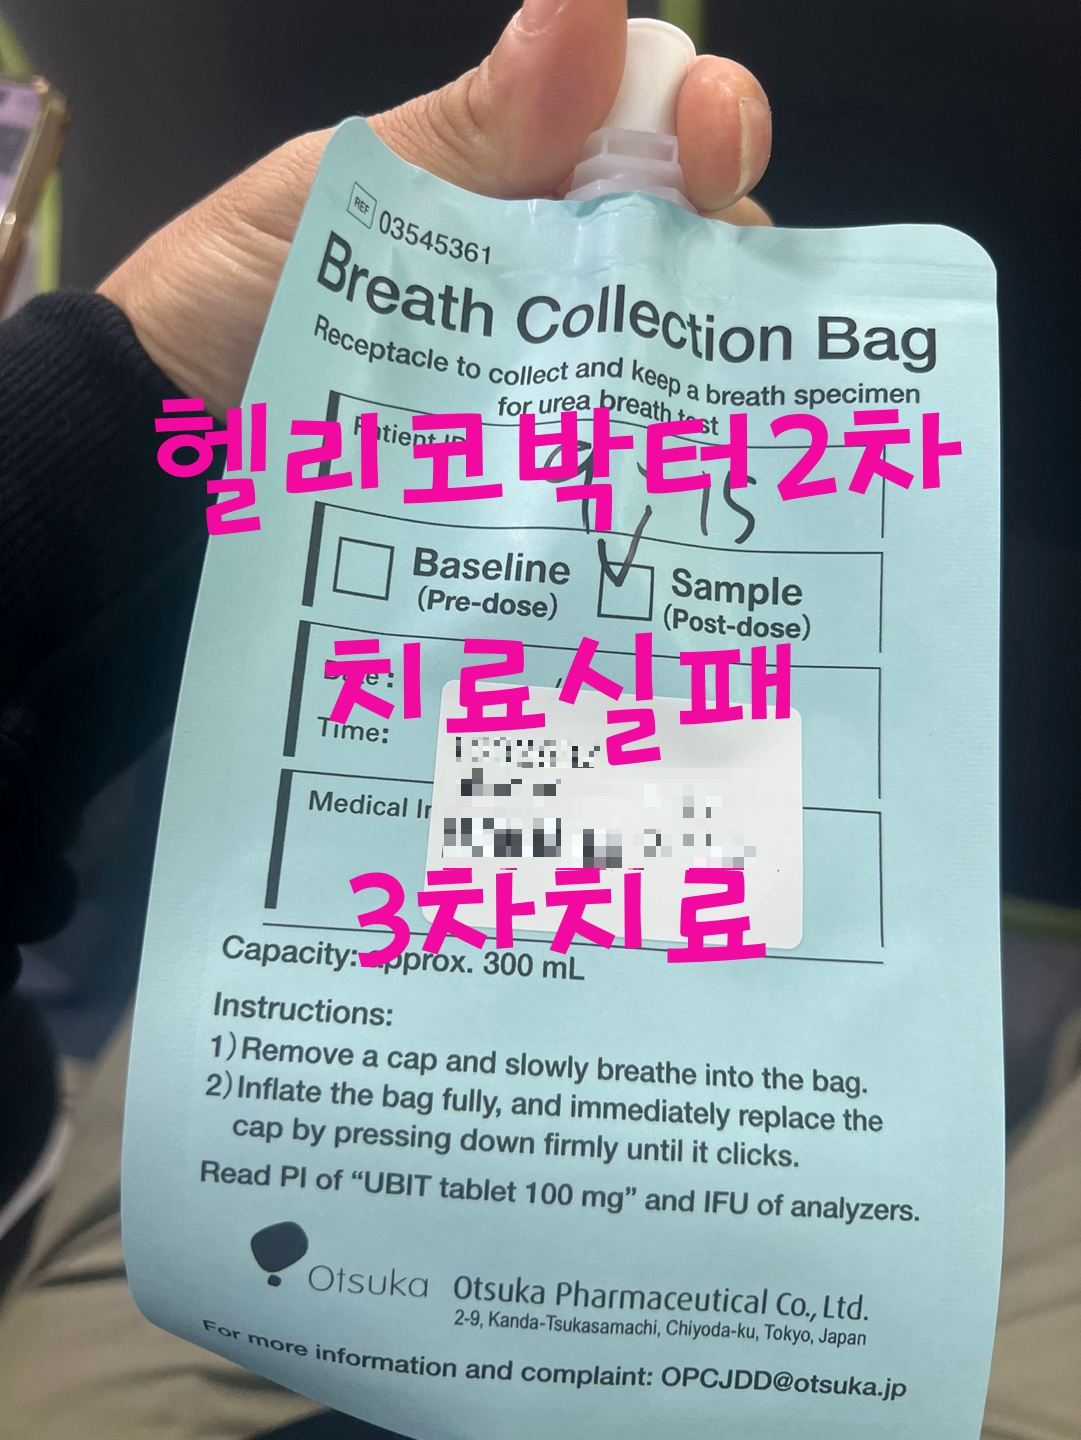 REF 03545361
Breath Collection Bag
Receptacle to collect and keep a breath specimen
for urea breath test
헬리코박터2차
Patient ID
Baseline
(Pre-dose)
Sample
(Post-dose)
치료실패
Date :
Time:
Medical
3차치료
Capacity: approx. 300 mL
Instructions:
1)Remove a cap and slowly breathe into the bag.
2)Inflate the bag fully, and immediately replace the
cap by pressing down firmly until it clicks.
Read PI of “UBIT tablet 100 mg” and IFU of analyzers.
Otsuka Otsuka Pharmaceutical Co., Ltd.
2-9, Kanda-Tsukasamachi, Chiyoda-ku, Tokyo, Japan
For more information and complaint: OPCJDD@otsuka.jp